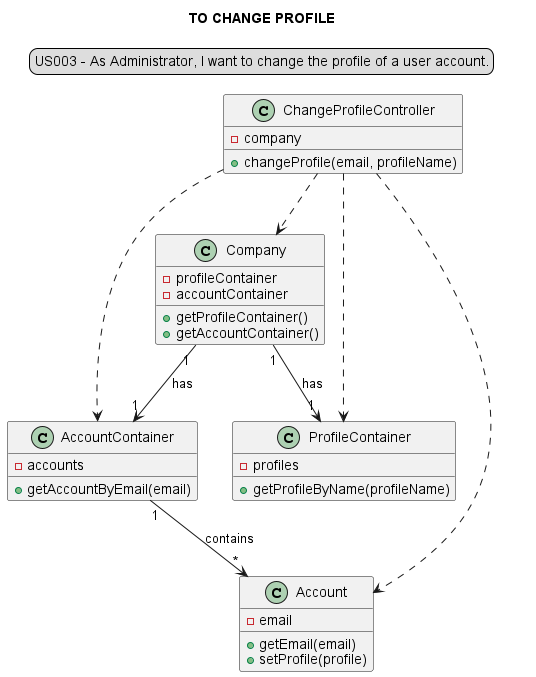 TO CHANGE PROFILE
US003 - As Administrator, I want to change the profile of a user account.
C ChangeProfileController
company
changeProfile(email, profileName)
C Company
profileContainer
accountContainer
getProfileContainer()
getAccountContainer()
1
1
has
has
1
1
C AccountContainer
accounts
getAccountByEmail(email)
C ProfileContainer
profiles
getProfileByName(profileName)
1
contains
*
C Account
email
getEmail(email)
setProfile(profile)